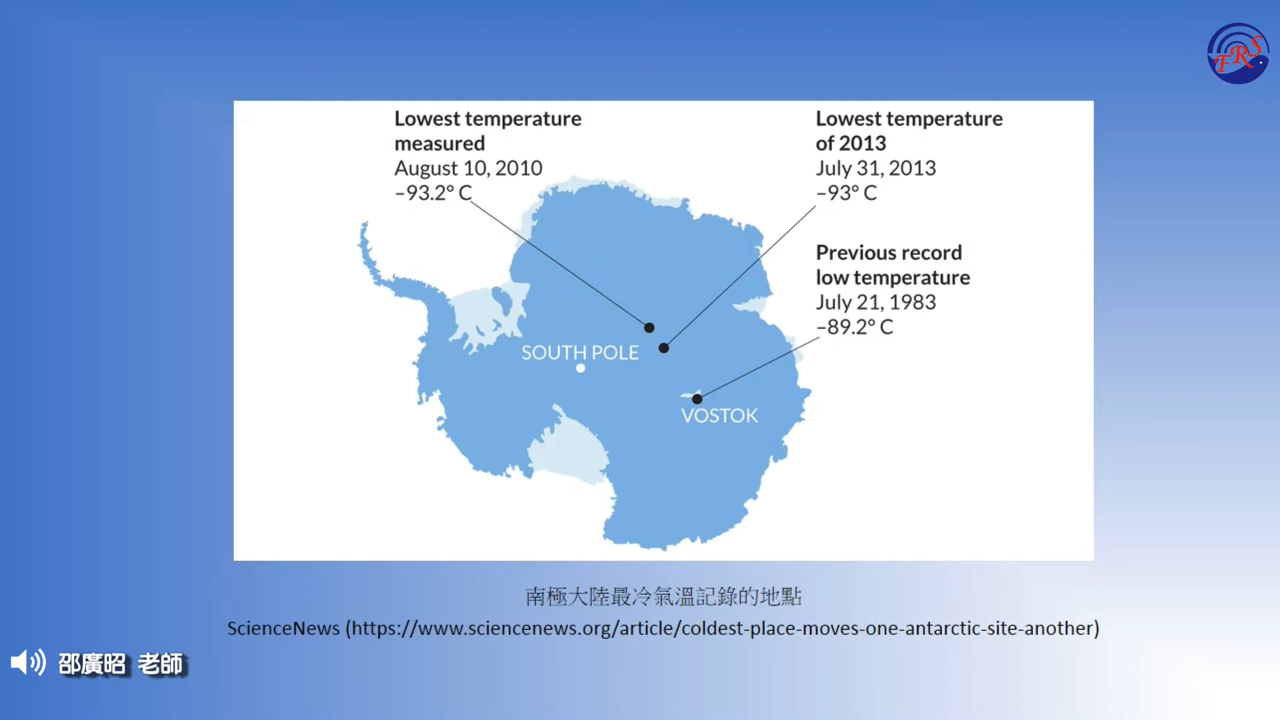 Lowest temperature
measured
August 10, 2010
–93.2° C
Lowest temperature
of 2013
July 31, 2013
–93° C
Previous record
low temperature
July 21, 1983
–89.2° C
SOUTH POLE
VOSTOK
南極大陸最冷氣溫記錄的地點
ScienceNews (https://www.sciencenews.org/article/coldest-place-moves-one-antarctic-site-another)
邵廣昭 老師
FRS